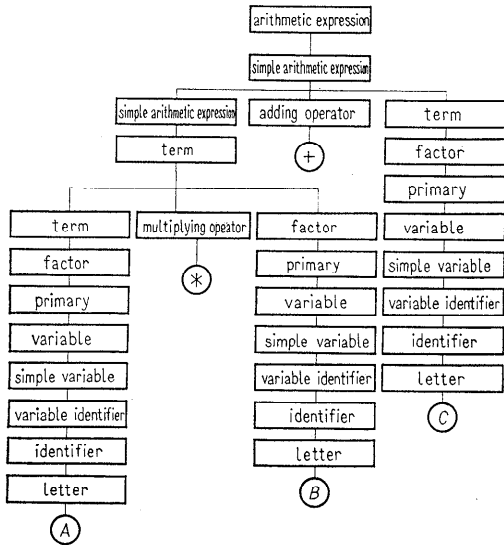 arithmetic expression
simple arithmetic expression
simple arithmetic expression
adding operator
term
term
+
factor
primary
term
multiplying operator
factor
variable
factor
*
primary
simple variable
primary
variable
variable identifier
variable
simple variable
identifier
simple variable
variable identifier
letter
variable identifier
identifier
C
identifier
letter
letter
B
A